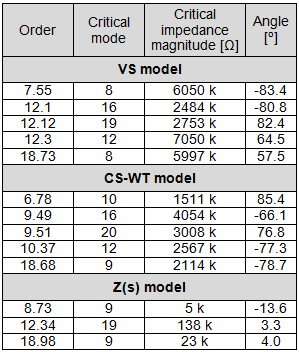 Order Critical mode Critical impedance magnitude [Ω] Angle [°]
VS model
7.55 8 6050 k -83.4
12.1 16 2484 k -80.8
12.12 19 2753 k 82.4
12.3 12 7050 k 64.5
18.73 8 5997 k 57.5
CS-WT model
6.78 10 1511 k 85.4
9.49 16 4054 k -66.1
9.51 20 3008 k 76.8
10.37 12 2567 k -77.3
18.68 9 2114 k -78.7
Z(s) model
8.73 9 5 k -13.6
12.34 19 138 k 3.3
18.98 9 23 k 4.0